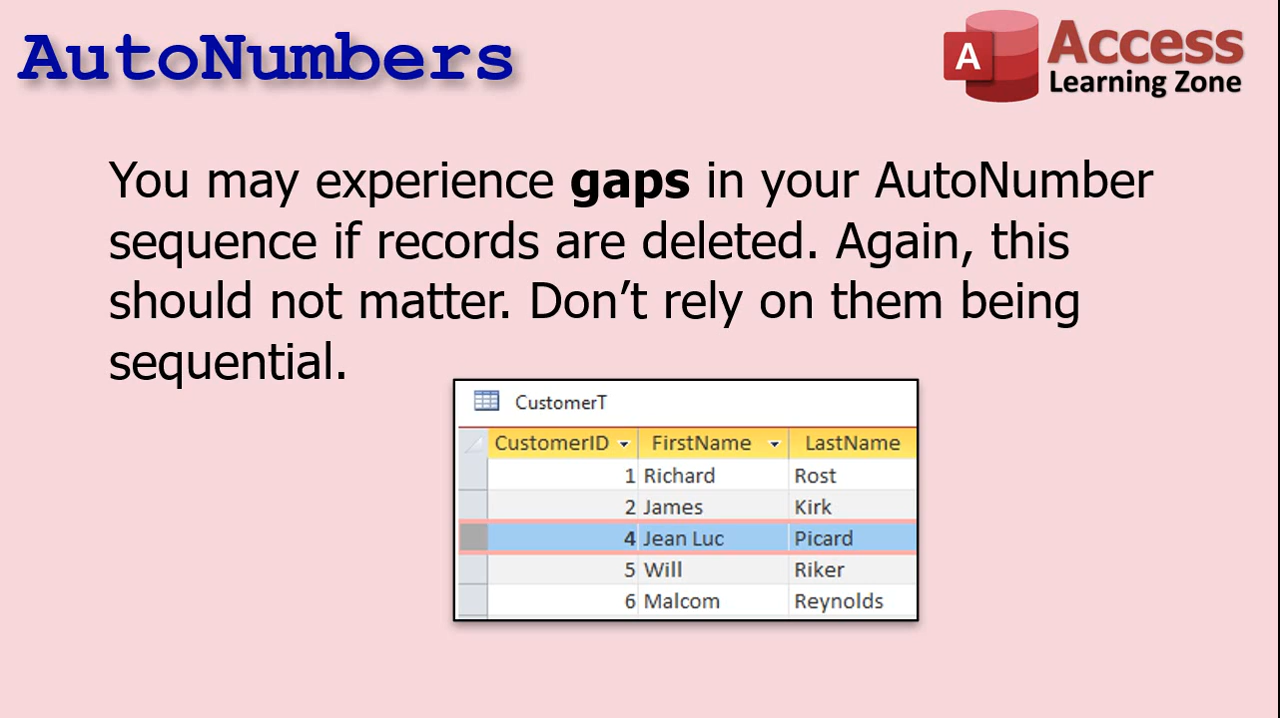 AutoNumbers
A Access
Learning Zone
You may experience gaps in your AutoNumber
sequence if records are deleted. Again, this
should not matter. Don’t rely on them being
sequential.
CustomerT
CustomerID FirstName LastName
1 Richard Rost
2 James Kirk
4 Jean Luc Picard
5 Will Riker
6 Malcom Reynolds